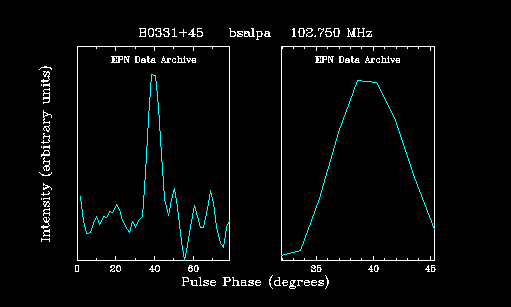 B0331+45 bsalpa 102.750 MHz
EPN Data Archive EPN Data Archive
Intensity (arbitrary units)
0 20 40 60 35 40 45
Pulse Phase (degrees)